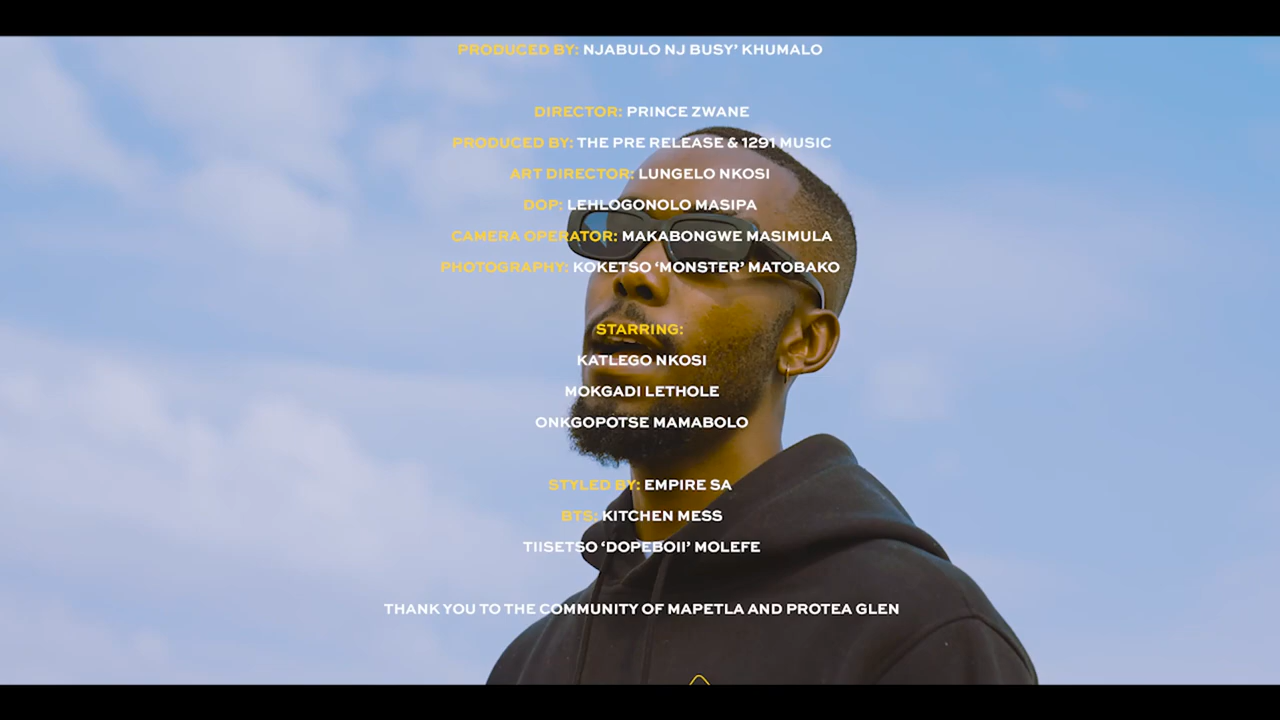 PRODUCED BY: NJABULO NJ BUSY’ KHUMALO
DIRECTOR: PRINCE ZWANE
PRODUCED BY: THE PRE RELEASE & 1291 MUSIC
ART DIRECTOR: LUNGELO NKOSI
DOP: LEHLOGONOLO MASIPA
CAMERA OPERATOR: MAKABONGWE MASIMULA
PHOTOGRAPHY: KOKETSO ‘MONSTER’ MATOBAKO
STARRING:
KATLEGO NKOSI
MOKGADI LETHOLE
ONKGOPOTSE MAMABOLO
STYLED BY: EMPIRE SA
BTS: KITCHEN MESS
TIISETSO ‘DOPEBOII’ MOLEFE
THANK YOU TO THE COMMUNITY OF MAPETLA AND PROTEA GLEN